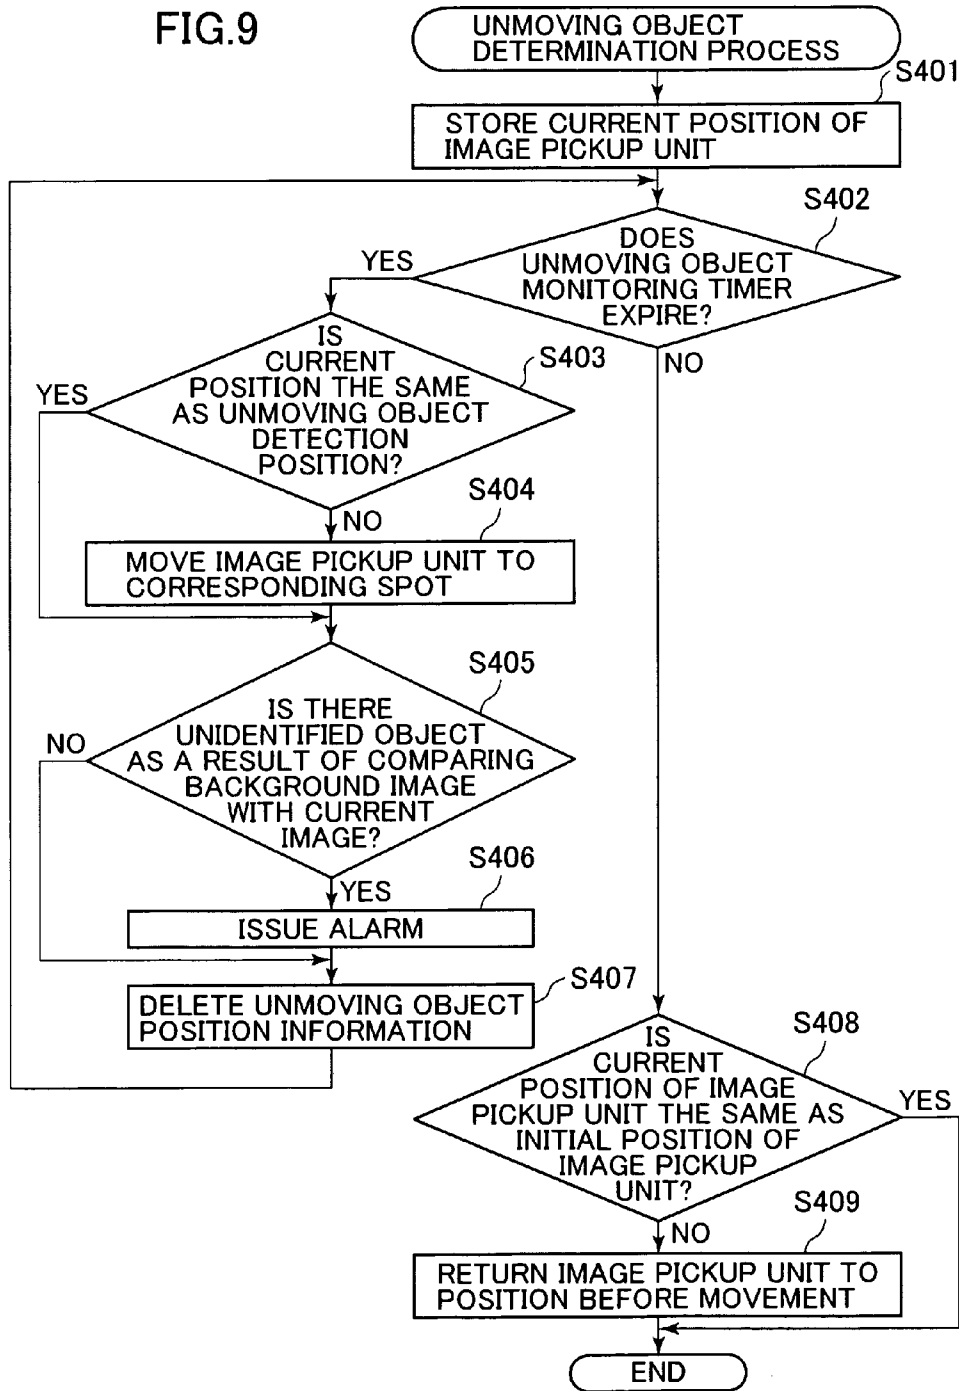 FIG.9
UNMOVING OBJECT
DETERMINATION PROCESS
S401
STORE CURRENT POSITION OF
IMAGE PICKUP UNIT
S402
DOES
UNMOVING OBJECT
MONITORING TIMER
EXPIRE?
YES
NO
S403
IS
CURRENT
POSITION THE SAME
AS UNMOVING OBJECT
DETECTION
POSITION?
YES
NO
S404
MOVE IMAGE PICKUP UNIT TO
CORRESPONDING SPOT
S405
IS THERE
UNIDENTIFIED OBJECT
AS A RESULT OF COMPARING
BACKGROUND IMAGE
WITH CURRENT
IMAGE?
NO
YES
S406
ISSUE ALARM
S407
DELETE UNMOVING OBJECT
POSITION INFORMATION
S408
IS
CURRENT
POSITION OF IMAGE
PICKUP UNIT THE SAME AS
INITIAL POSITION OF
IMAGE PICKUP
UNIT?
YES
NO
S409
RETURN IMAGE PICKUP UNIT TO
POSITION BEFORE MOVEMENT
END